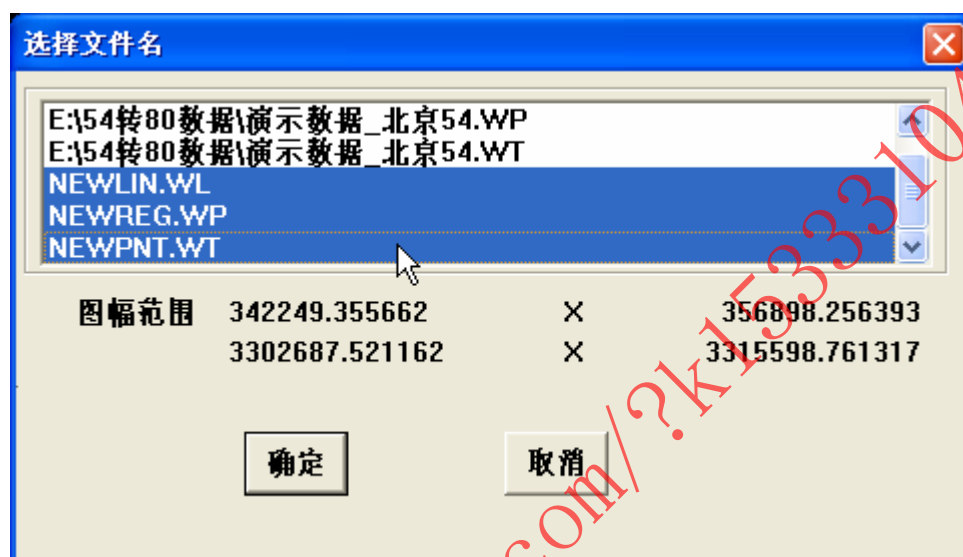 选择文件名
E:\54转80数据\演示数据_北京54.WP
E:\54转80数据\演示数据_北京54.WT
NEWLIN.WL
NEWREG.WP
NEWPNT.WT
图幅范围 342249.355662 X 356898.256393
3302687.521162 X 3315598.761317
确定 取消
com/?k1533310